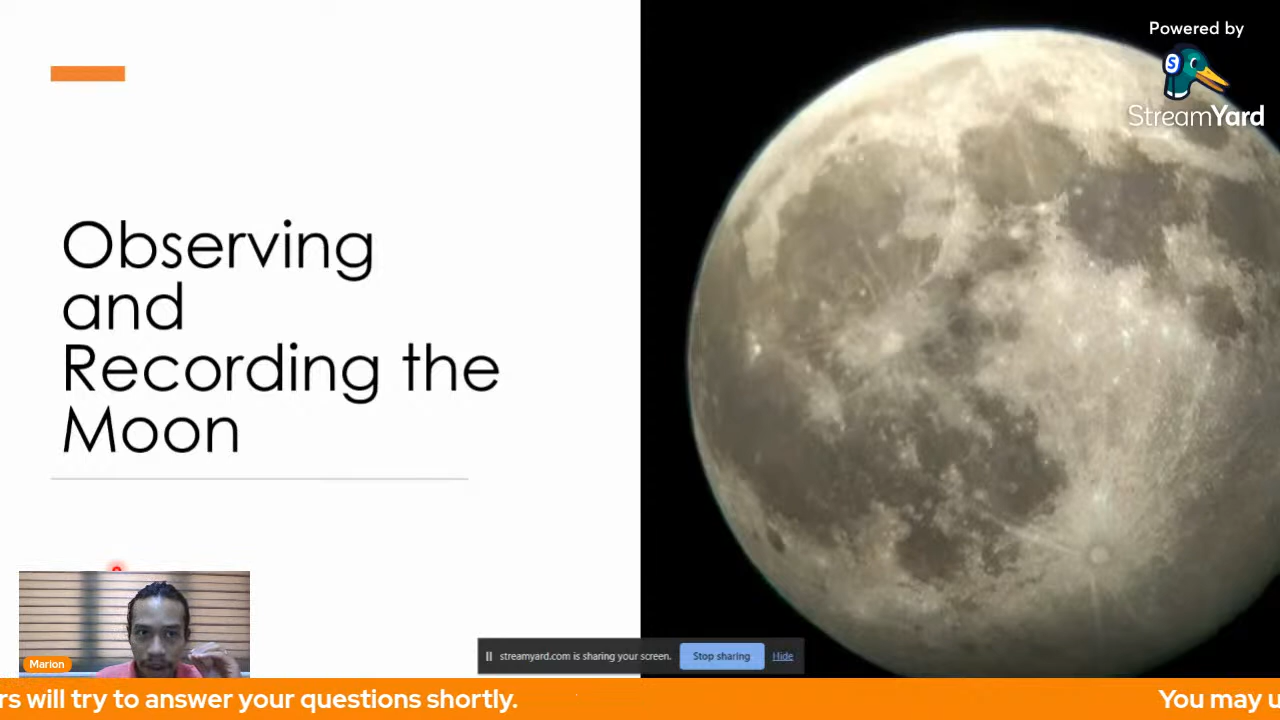 Powered by
S
StreamYard
Observing
and
Recording the
Moon
Marion
streamyard.com is sharing your screen.
Stop sharing
Hide
rs will try to answer your questions shortly.
You may u